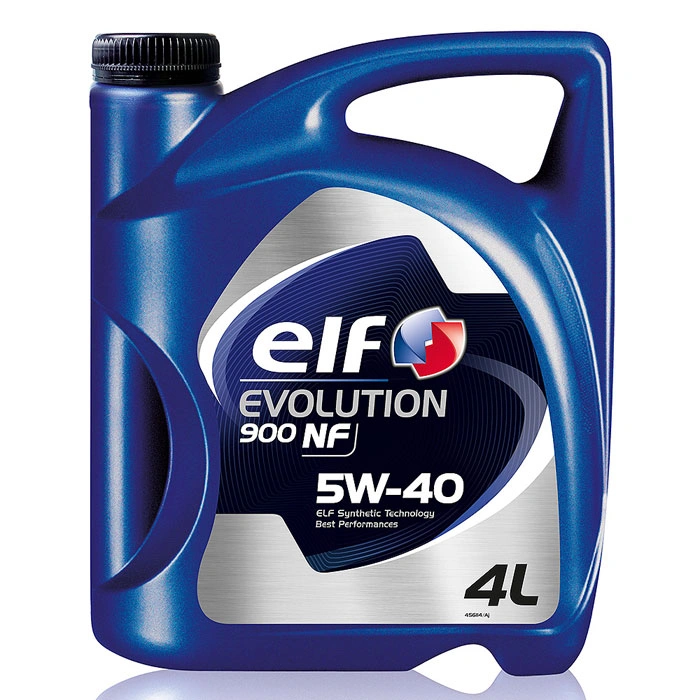 elf
EVOLUTION
900 NF
5W-40
ELF Synthetic Technology
Best Performances
4L